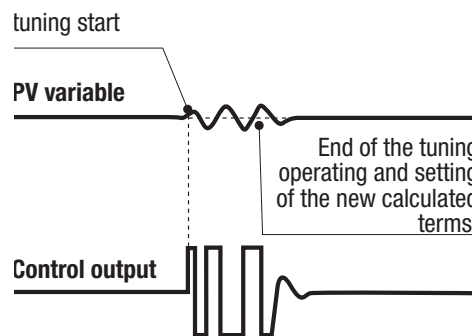 tuning start
PV variable
End of the tuning
operating and setting
of the new calculated
terms
Control output